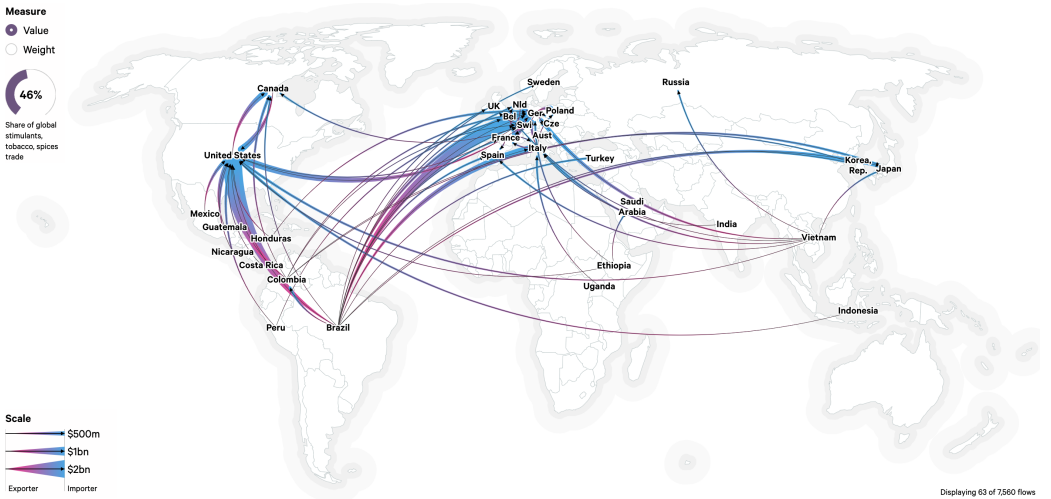 Measure
Value
Weight
46%
Share of global
stimulants,
tobacco, spices
trade
Canada
Sweden
Russia
UK
Nld
Ger
Poland
Bel
Swi
Cze
Aust
France
Italy
Spain
Turkey
United States
Korea,
Rep.
Japan
Mexico
Guatemala
Honduras
Nicaragua
Costa Rica
Colombia
Saudi
Arabia
India
Vietnam
Ethiopia
Uganda
Indonesia
Peru
Brazil
Scale
$500m
$1bn
$2bn
Exporter
Importer
Displaying 63 of 7,560 flows